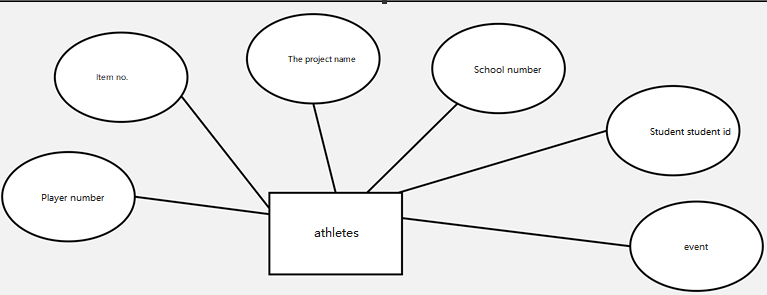 The project name
School number
Item no.
Student student id
Player number
athletes
event